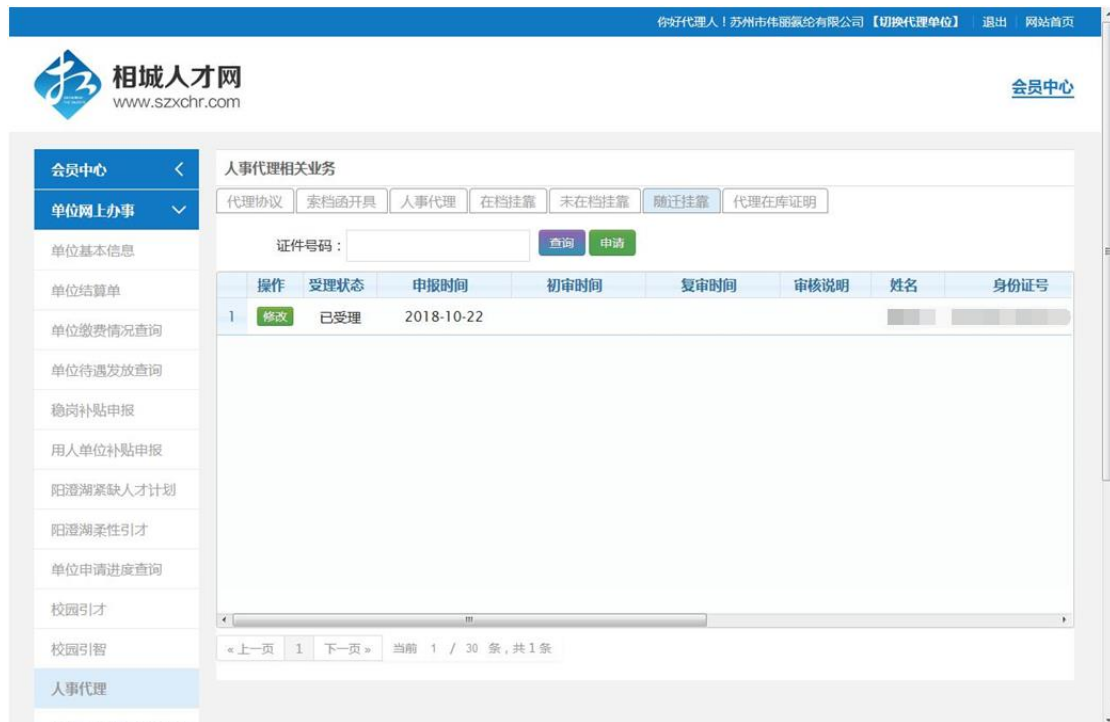 你好代理人！苏州市伟丽氨纶有限公司【切换代理单位】 退出 网站首页
相城人才网
www.szxchr.com
会员中心
会员中心
人事代理相关业务
单位网上办事
代理协议 索档函开具 人事代理 在档挂靠 未在档挂靠 随迁挂靠 代理在库证明
单位基本信息
证件号码： 查询 申请
单位结算单
操作 受理状态 申报时间 初审时间 复审时间 审核说明 姓名 身份证号
1 修改 已受理 2018-10-22
单位缴费情况查询
单位待遇发放查询
稳岗补贴申报
用人单位补贴申报
阳澄湖紧缺人才计划
阳澄湖柔性引才
单位申请进度查询
校园引才
校园引智
«上一页 1 下一页» 当前 1 / 30 条,共1条
人事代理